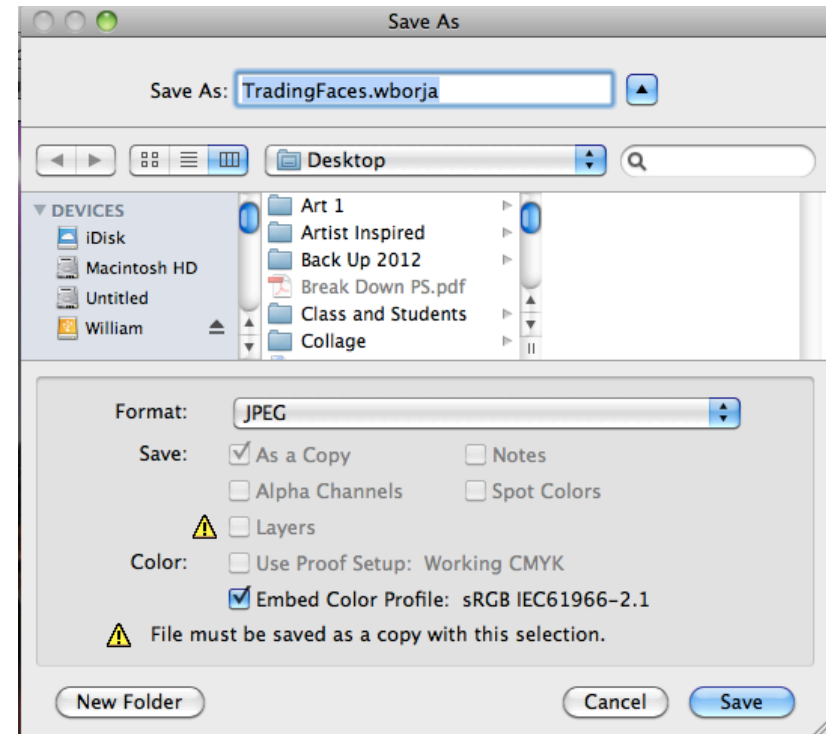 Save As
Save As: TradingFaces.wborja
Desktop
DEVICES
iDisk
Macintosh HD
Untitled
William
Art 1
Artist Inspired
Back Up 2012
Break Down PS.pdf
Class and Students
Collage
Format: JPEG
Save: As a Copy Notes
Alpha Channels Spot Colors
Layers
Color: Use Proof Setup: Working CMYK
Embed Color Profile: sRGB IEC61966-2.1
File must be saved as a copy with this selection.
New Folder Cancel Save